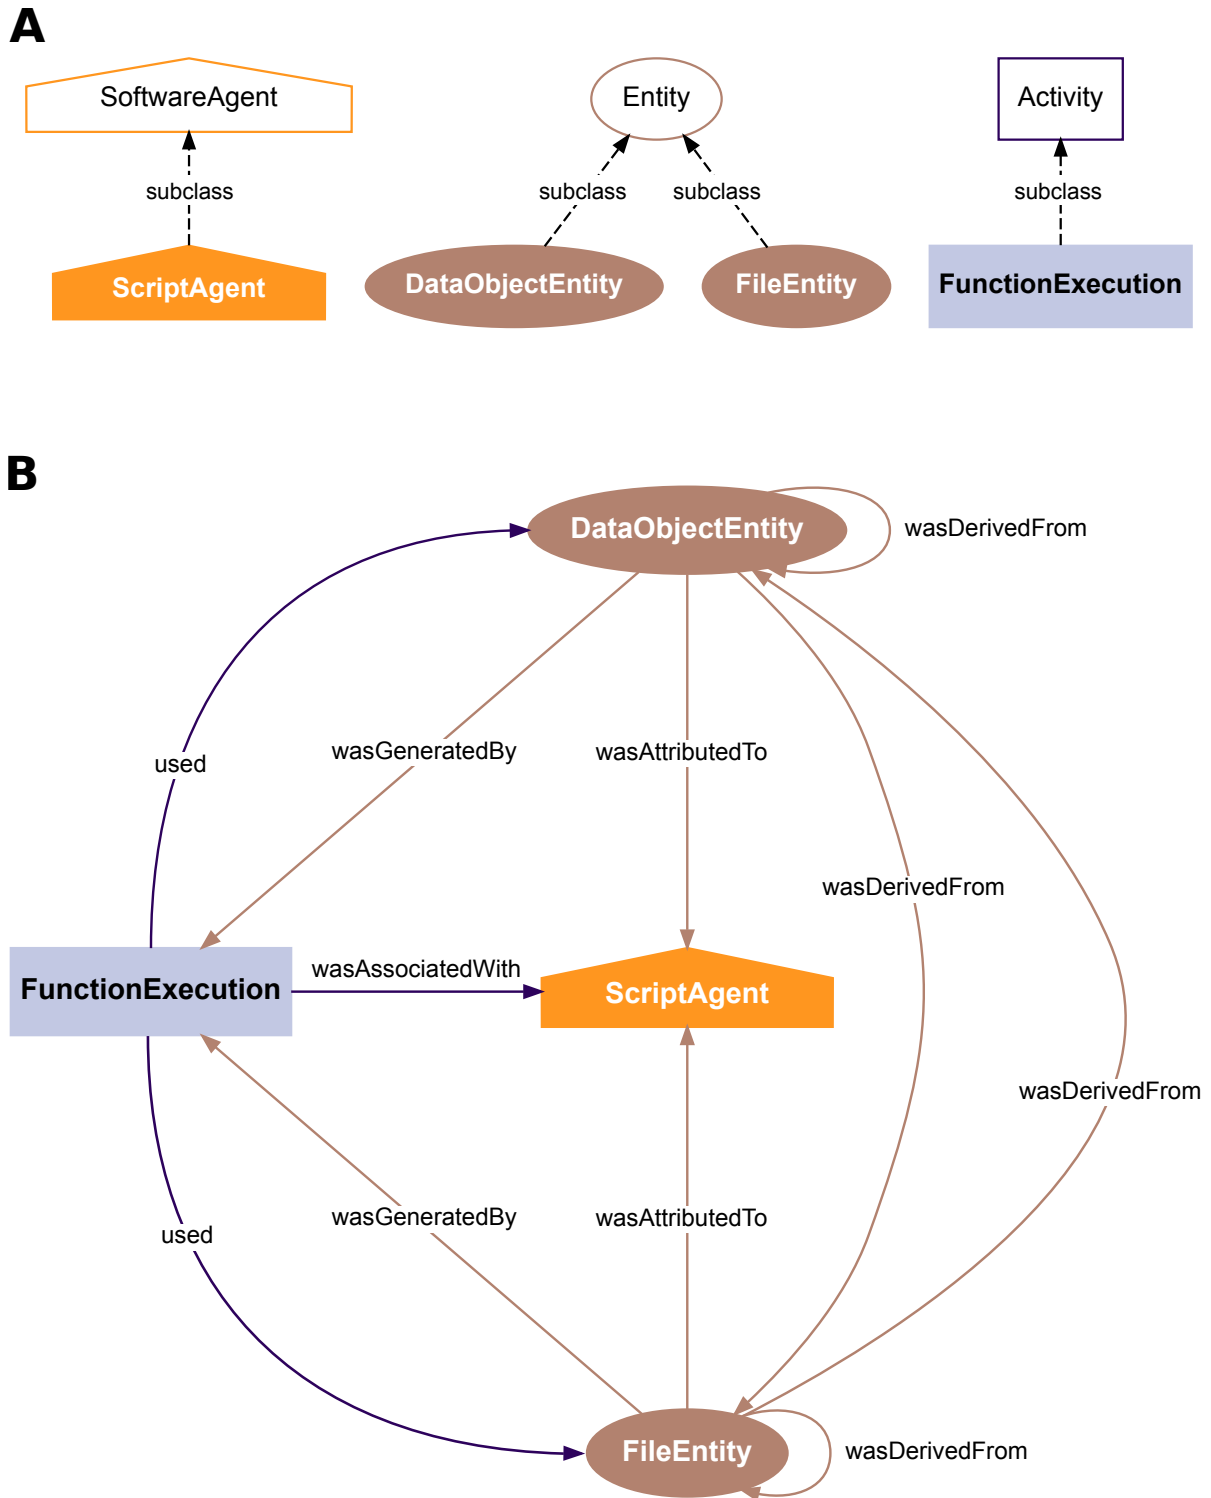 A
SoftwareAgent
Entity
Activity
subclass
subclass
subclass
subclass
ScriptAgent
DataObjectEntity
FileEntity
FunctionExecution
B
DataObjectEntity
wasDerivedFrom
used
wasGeneratedBy
wasAttributedTo
wasDerivedFrom
wasAssociatedWith
FunctionExecution
ScriptAgent
wasDerivedFrom
used
wasGeneratedBy
wasAttributedTo
FileEntity
wasDerivedFrom